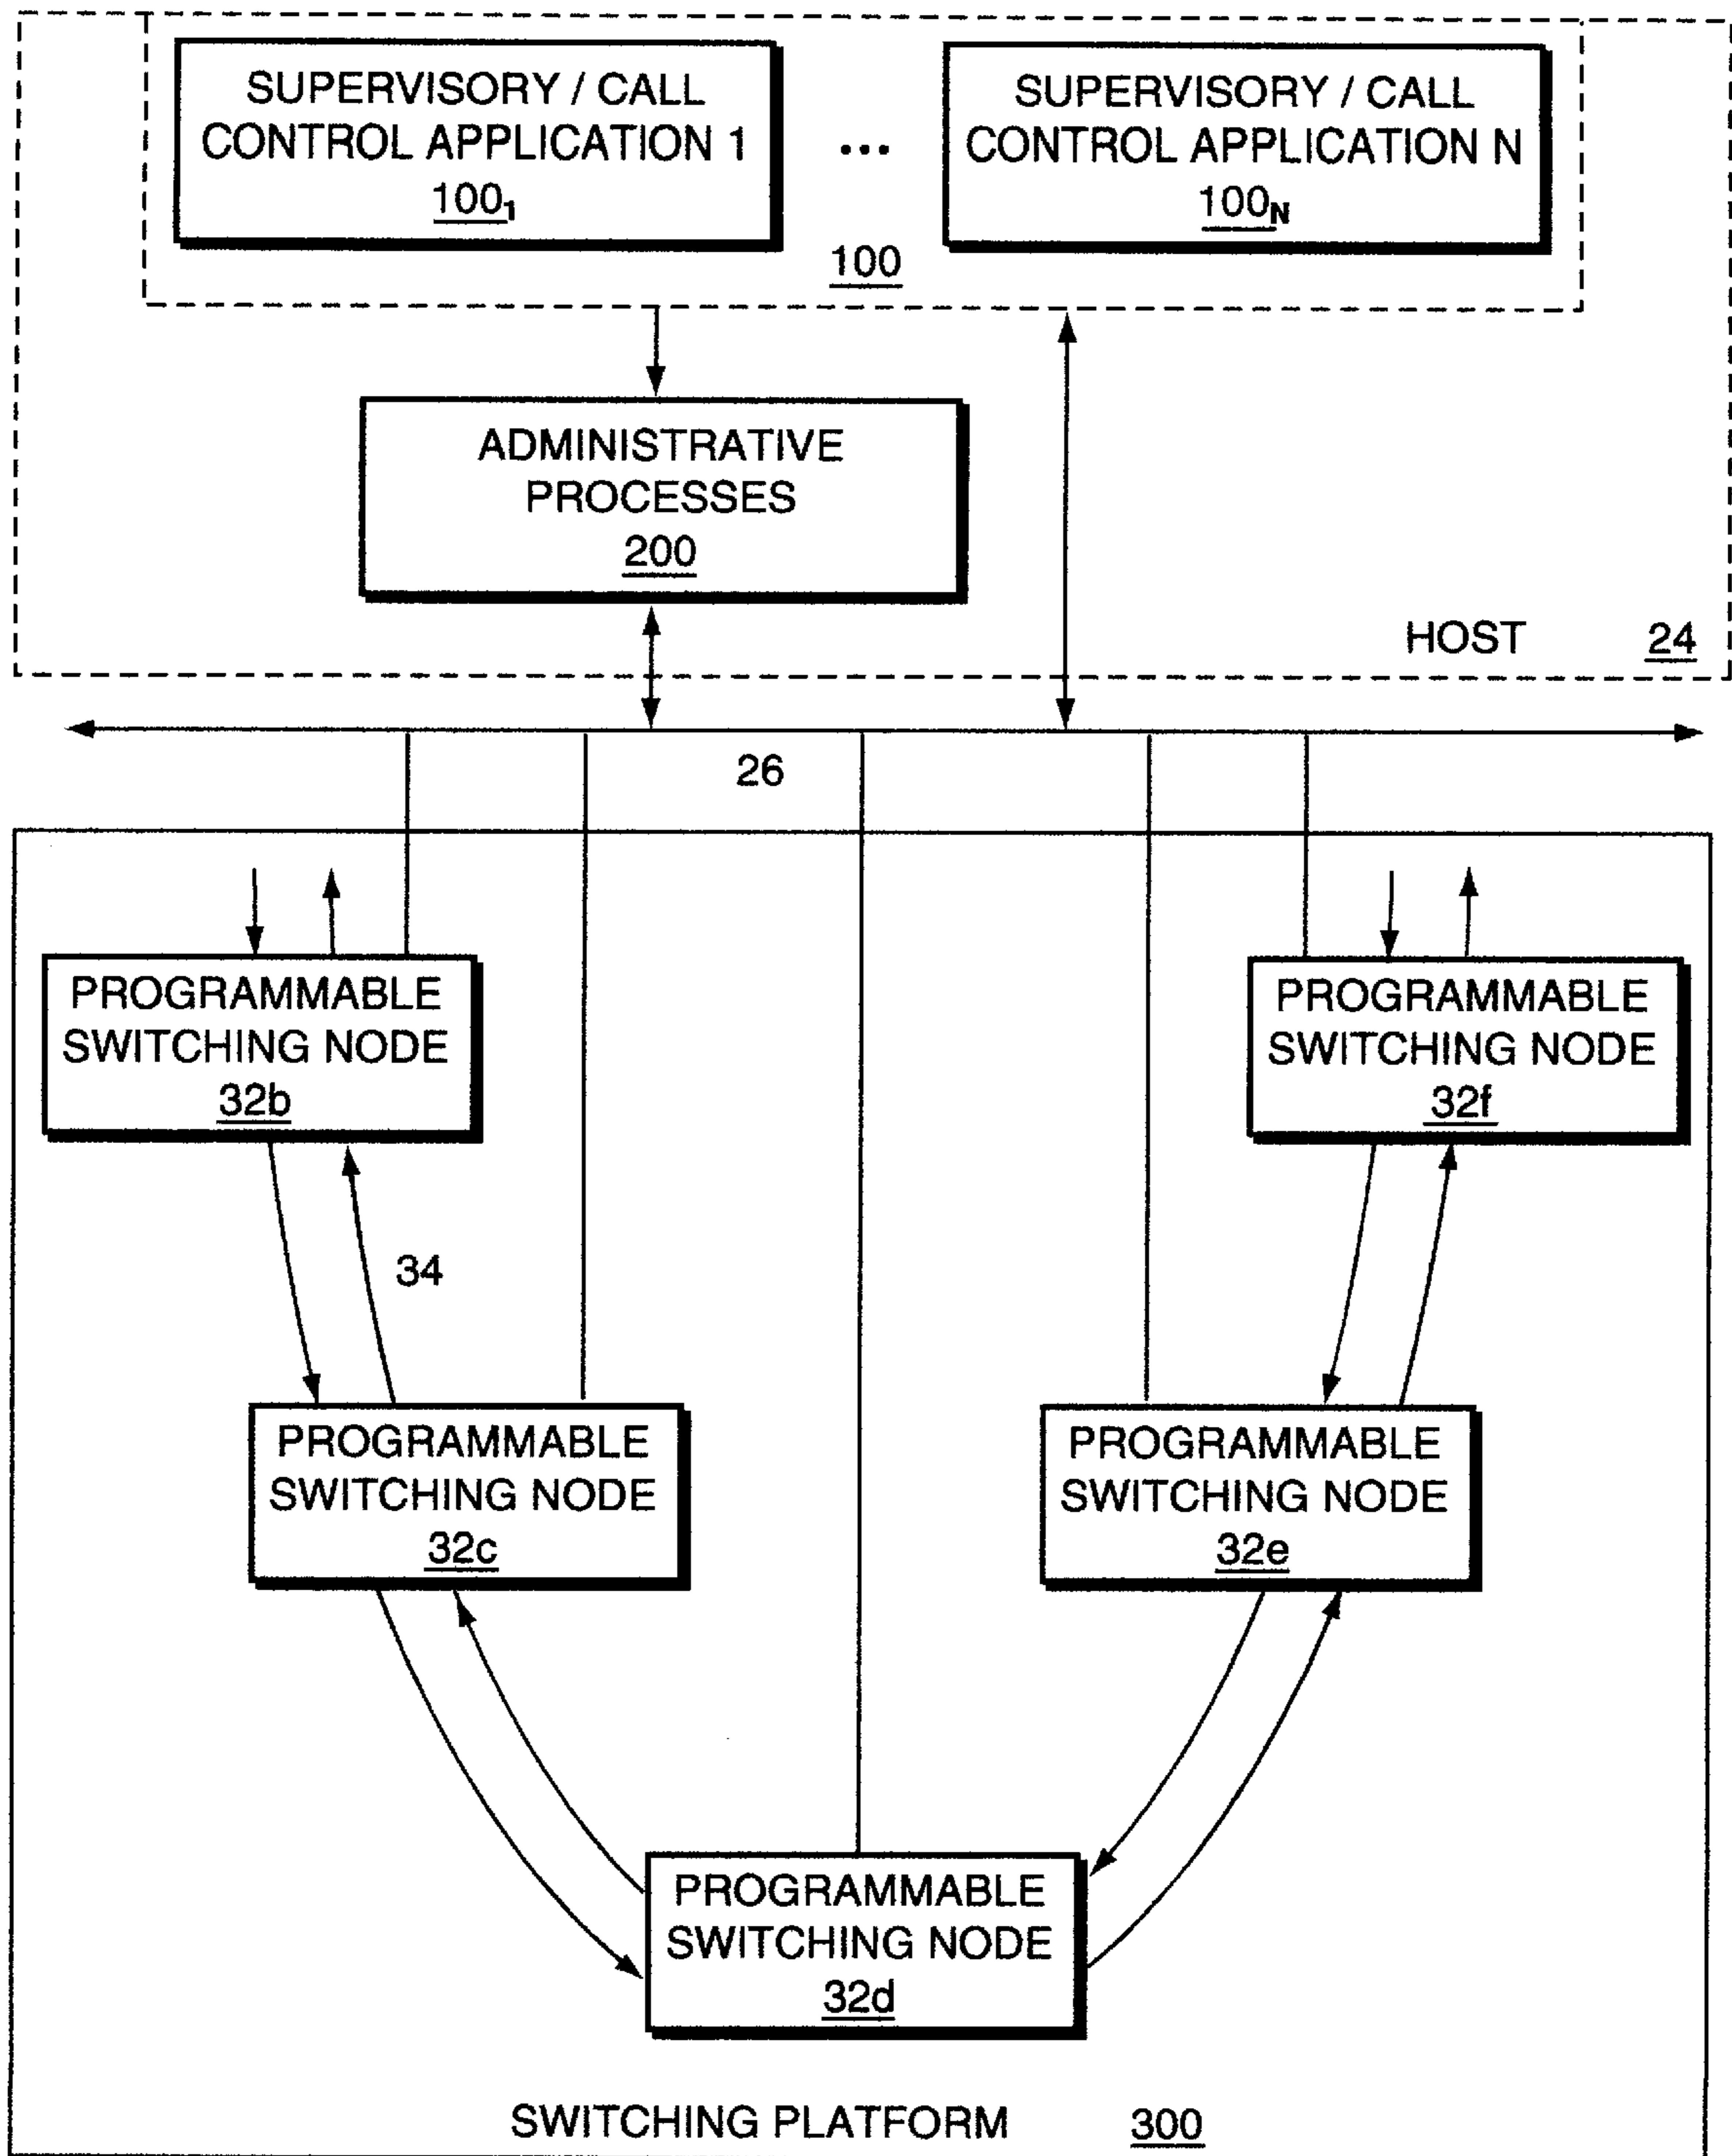 SUPERVISORY / CALL
CONTROL APPLICATION 1
100₁
...
SUPERVISORY / CALL
CONTROL APPLICATION N
100N
100
ADMINISTRATIVE
PROCESSES
200
HOST 24
26
PROGRAMMABLE
SWITCHING NODE
32b
PROGRAMMABLE
SWITCHING NODE
32f
34
PROGRAMMABLE
SWITCHING NODE
32c
PROGRAMMABLE
SWITCHING NODE
32e
PROGRAMMABLE
SWITCHING NODE
32d
SWITCHING PLATFORM 300